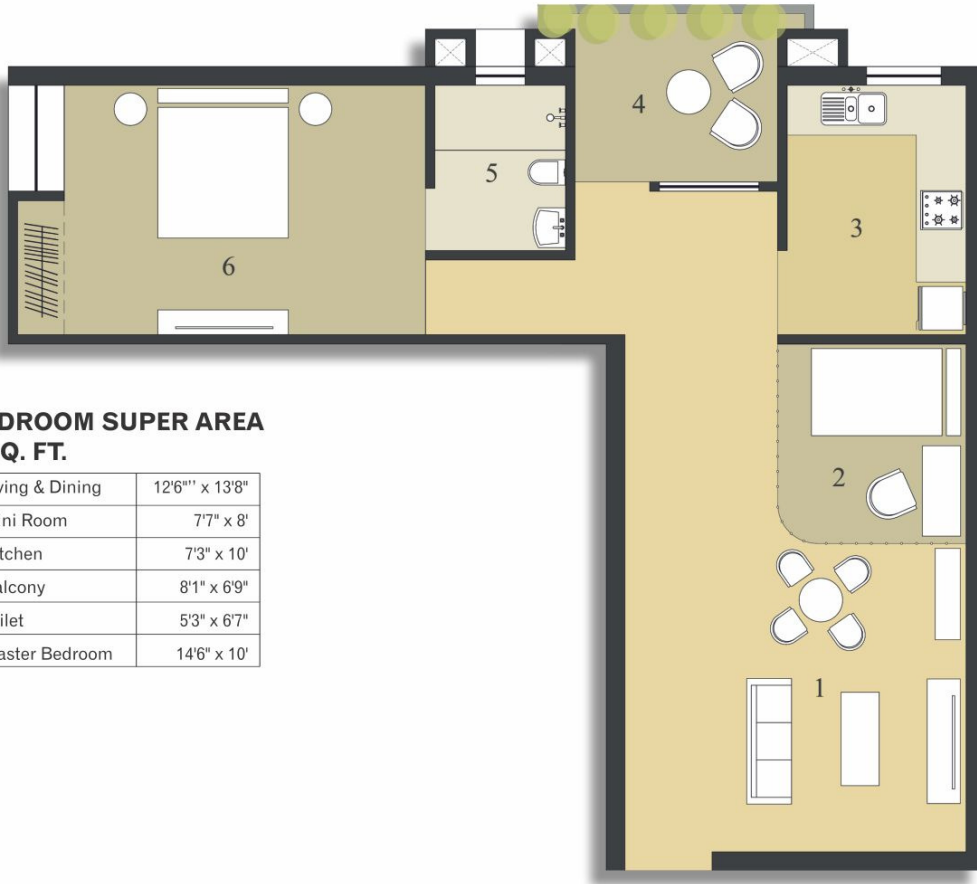 4
5
3
6
2
1
DROOM SUPER AREA
Q. FT.
ving & Dining 12'6"'' x 13'8"
ni Room 7'7" x 8'
tchen 7'3" x 10'
alcony 8'1" x 6'9"
ilet 5'3" x 6'7"
aster Bedroom 14'6" x 10'